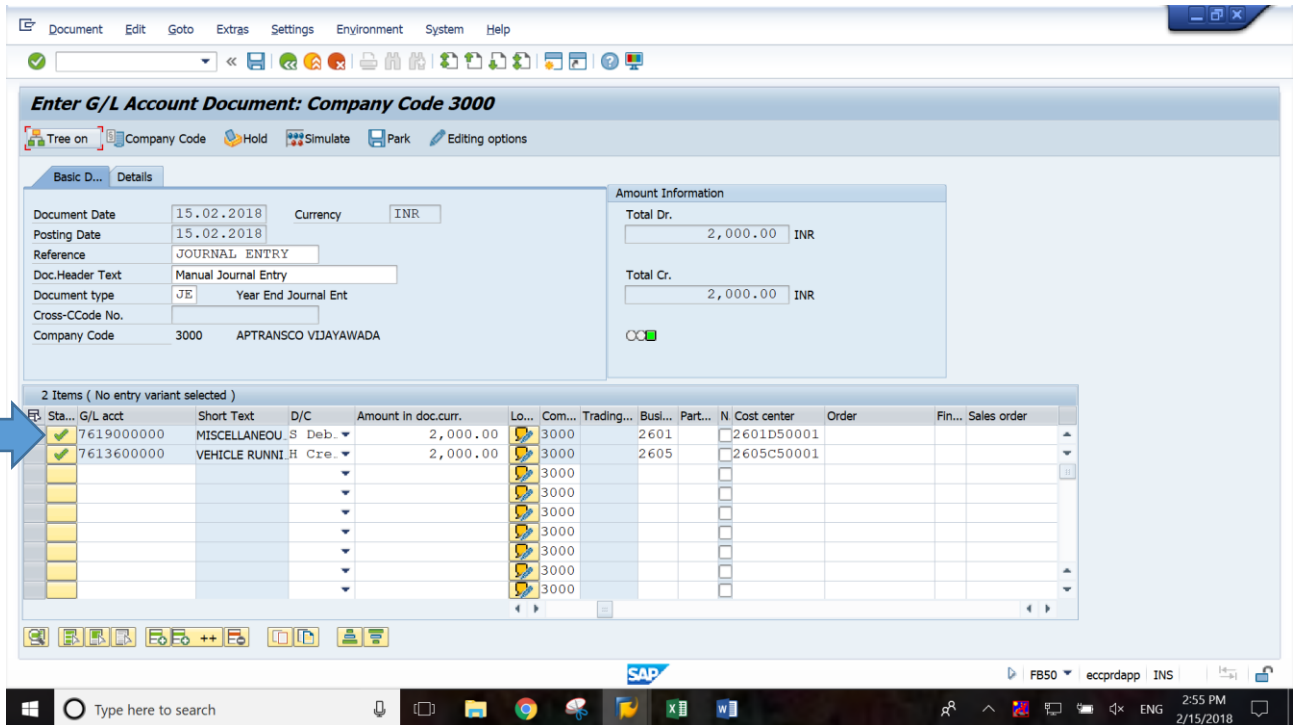 Document Edit Goto Extras Settings Environment System Help
Enter G/L Account Document: Company Code 3000
Tree on Company Code Hold Simulate Park Editing options
Basic D... Details
Amount Information
Document Date 15.02.2018 Currency INR
Total Dr.
Posting Date 15.02.2018
2,000.00 INR
Reference JOURNAL ENTRY
Doc.Header Text Manual Journal Entry
Total Cr.
Document type JE Year End Journal Ent
2,000.00 INR
Cross-CCode No.
Company Code 3000 APTRANSCO VIJAYAWADA
2 Items ( No entry variant selected )
Sta... G/L acct Short Text D/C Amount in doc.curr. Lo... Com... Trading... Busi... Part... N Cost center Order Fin... Sales order
7619000000 MISCELLANEOU S Deb 2,000.00 3000 2601 2601D50001
7613600000 VEHICLE RUNNI H Cre 2,000.00 3000 2605 2605C50001
3000
3000
3000
3000
3000
3000
3000
SAP
FB50 eccprdapp INS
Type here to search
ENG
2:55 PM
2/15/2018